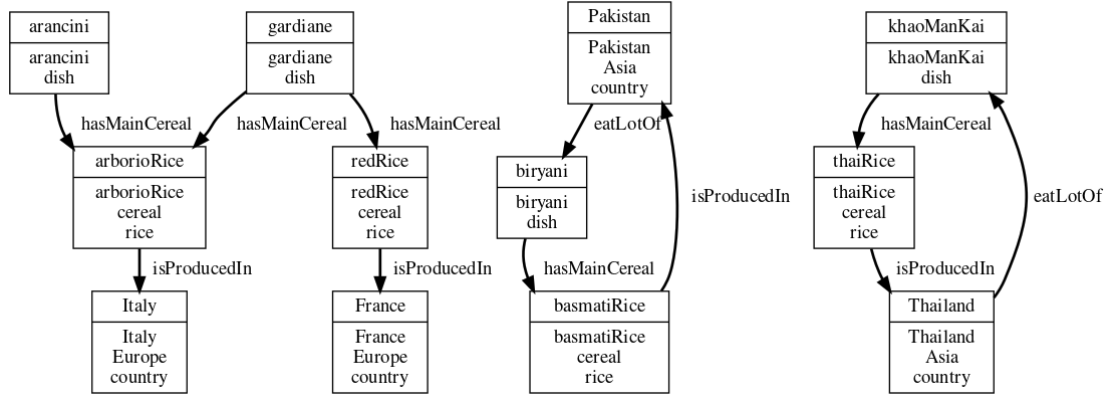 arancini
arancini
dish
gardiane
gardiane
dish
Pakistan
Pakistan
Asia
country
khaoManKai
khaoManKai
dish
hasMainCereal
hasMainCereal
hasMainCereal
eatLotOf
hasMainCereal
arborioRice
arborioRice
cereal
rice
redRice
redRice
cereal
rice
biryani
biryani
dish
isProducedIn
thaiRice
thaiRice
cereal
rice
eatLotOf
isProducedIn
isProducedIn
hasMainCereal
isProducedIn
Italy
Italy
Europe
country
France
France
Europe
country
basmatiRice
basmatiRice
cereal
rice
Thailand
Thailand
Asia
country